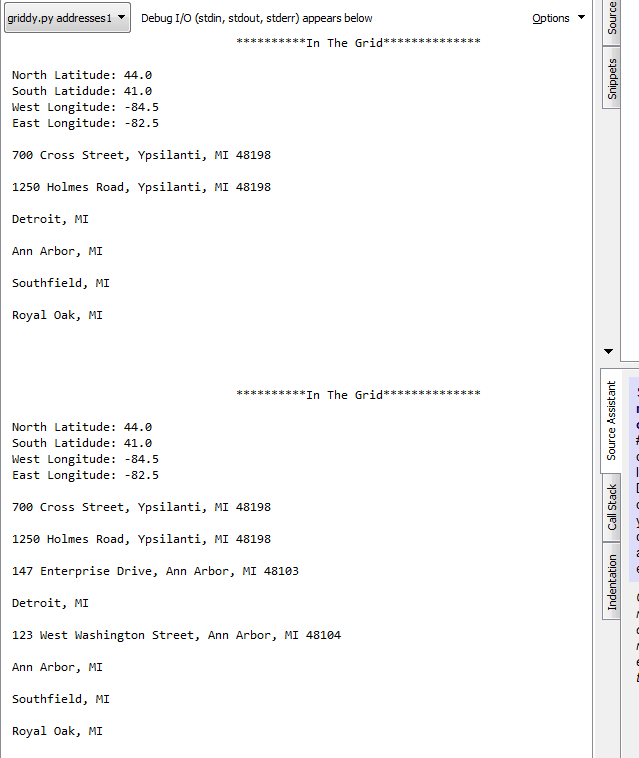 griddy.py addresses1
Debug I/O (stdin, stdout, stderr) appears below
Options
**********In The Grid**************
North Latitude: 44.0
South Latidude: 41.0
West Longitude: -84.5
East Longitude: -82.5
700 Cross Street, Ypsilanti, MI 48198
1250 Holmes Road, Ypsilanti, MI 48198
Detroit, MI
Ann Arbor, MI
Southfield, MI
Royal Oak, MI
**********In The Grid**************
North Latitude: 44.0
South Latidude: 41.0
West Longitude: -84.5
East Longitude: -82.5
700 Cross Street, Ypsilanti, MI 48198
1250 Holmes Road, Ypsilanti, MI 48198
147 Enterprise Drive, Ann Arbor, MI 48103
Detroit, MI
123 West Washington Street, Ann Arbor, MI 48104
Ann Arbor, MI
Southfield, MI
Royal Oak, MI
Source
Snippets
Source Assistant
Call Stack
Indentation